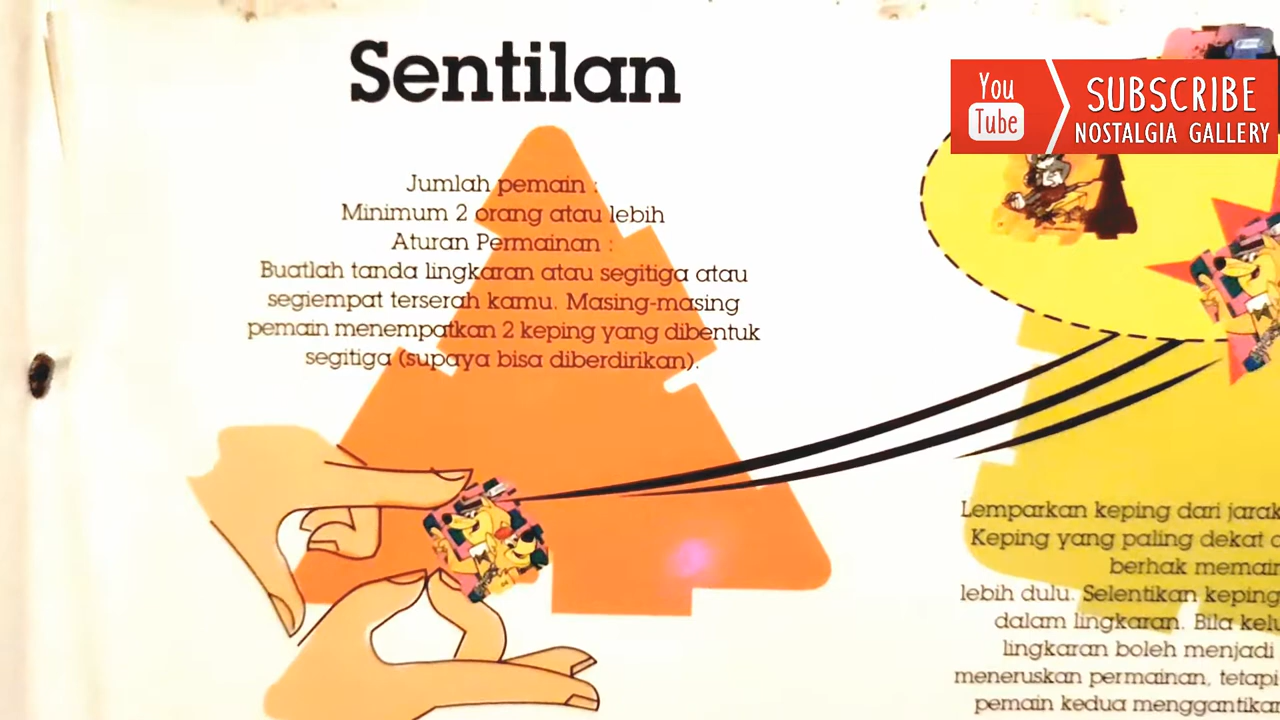 Sentilan
You
Tube
SUBSCRIBE
NOSTALGIA GALLERY
Jumlah pemain :
Minimum 2 orang atau lebih
Aturan Permainan :
Buatlah tanda lingkaran atau segitiga atau
segiempat terserah kamu. Masing-masing
pemain menempatkan 2 keping yang dibentuk
segitiga (supaya bisa diberdirikan).
Lemparkan keping dari jarak
Keping yang paling dekat
berhak
lebih dulu. Selentikan keping
dalam lingkaran. Bila
lingkaran boleh menjadi
meneruskan permainan, tetapi
pemain kedua